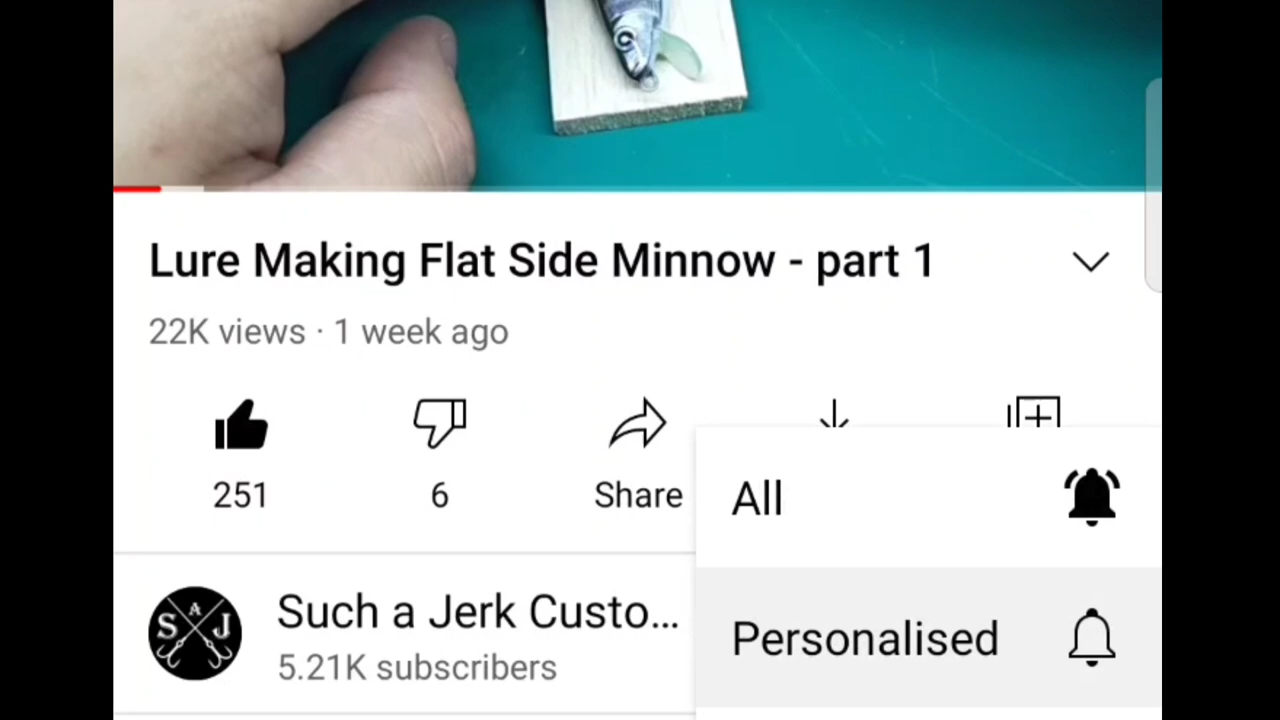 Lure Making Flat Side Minnow - part 1
22K views · 1 week ago
251
6
Share
All
Personalised
S A J
Such a Jerk Custo...
5.21K subscribers